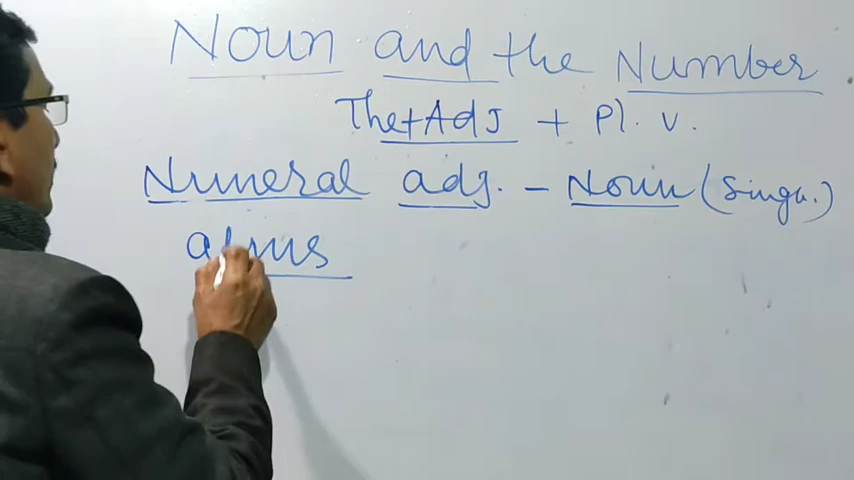 Noun and the Number
The+Adj + Pl. v.
Numeral adj. - Noun (Singu.)
alms